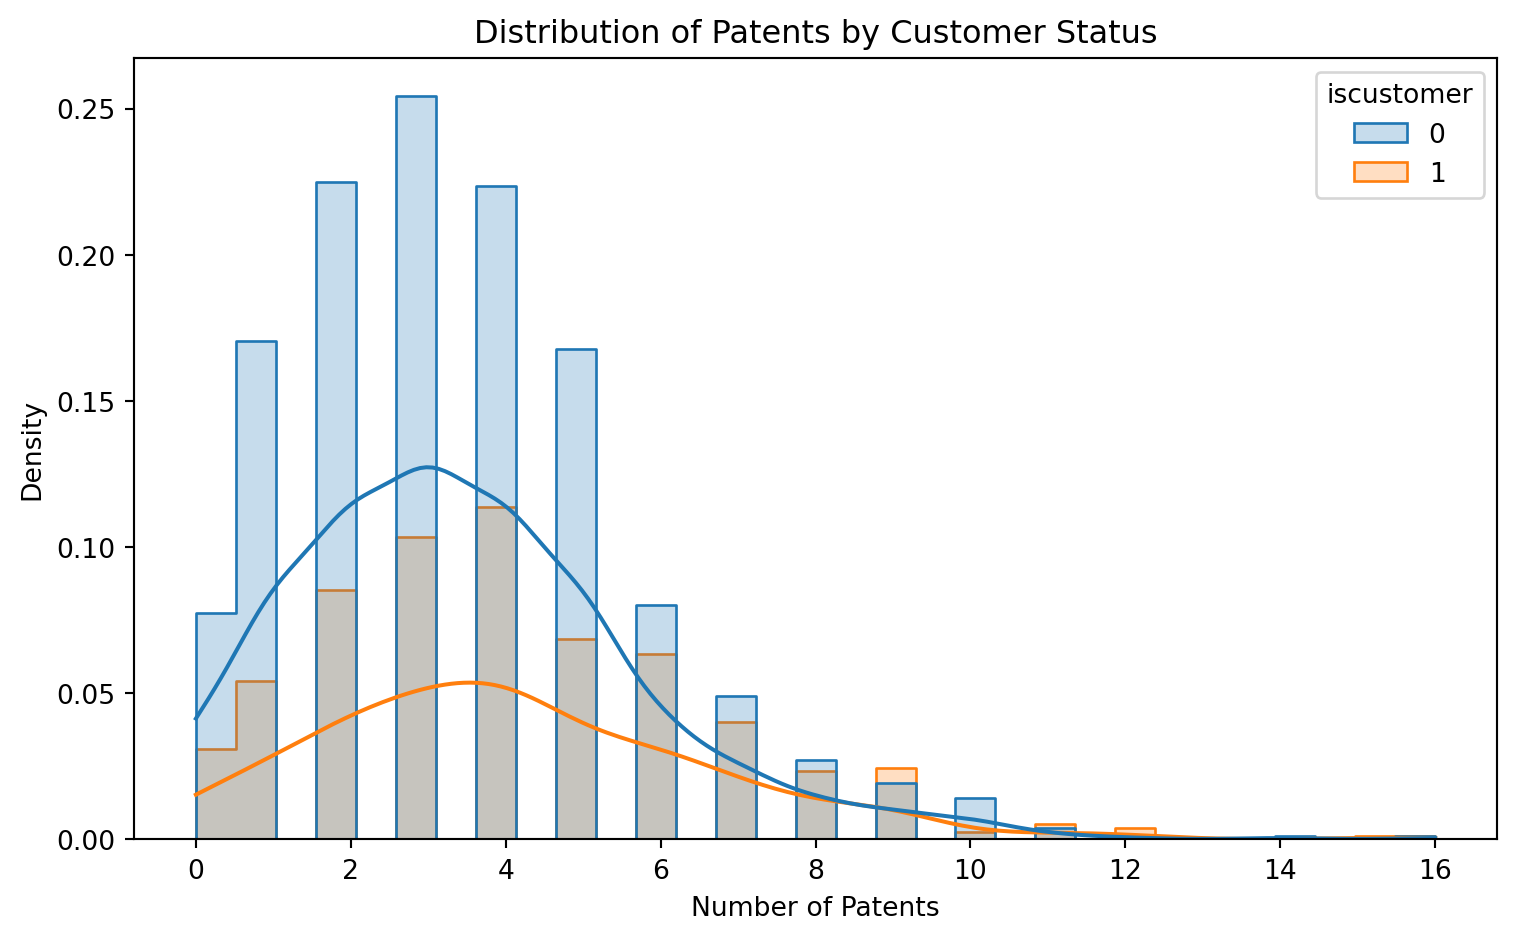 Distribution of Patents by Customer Status
iscustomer
0
1
Density
0.25
0.20
0.15
0.10
0.05
0.00
0 2 4 6 8 10 12 14 16
Number of Patents